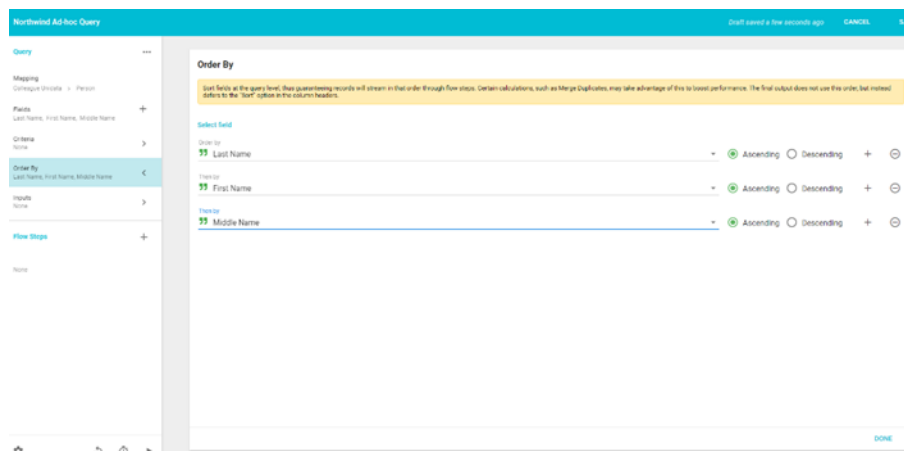 Northwind Ad-hoc Query
Draft saved a few seconds ago
CANCEL
Query
Mapping
Colleague Unidata > Person
Fields
Last Name, First Name, Middle Name
Criteria
None
Order By
Last Name, First Name, Middle Name
Inputs
None
Flow Steps
None
Order By
Sort fields at the query level, thus guaranteeing records will stream in that order through flow steps. Certain calculations, such as Merge Duplicates, may take advantage of this to boost performance. The final output does not use this order, but instead
defers to the "Sort" option in the column headers.
Select field
Order by
Last Name
Ascending
Descending
Then by
First Name
Ascending
Descending
Then by
Middle Name
Ascending
Descending
DONE